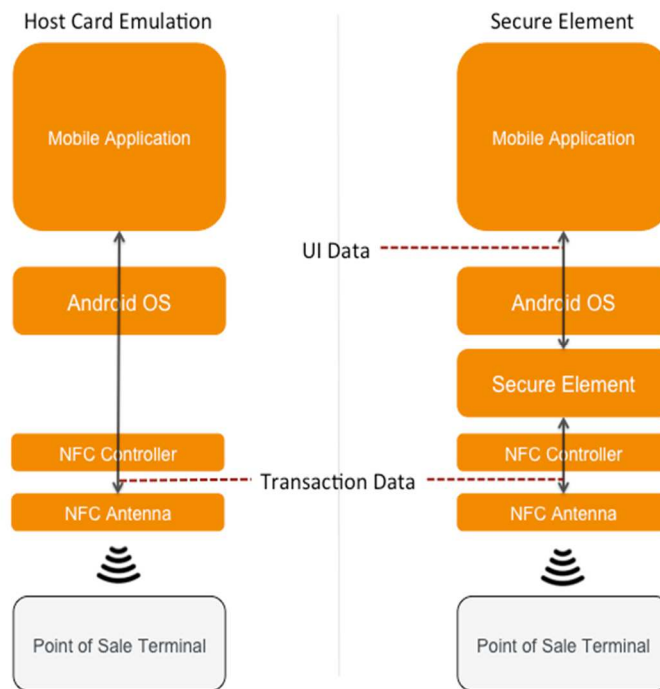 Host Card Emulation
Mobile Application
Android OS
NFC Controller
NFC Antenna
Point of Sale Terminal
UI Data
Transaction Data
Secure Element
Mobile Application
Android OS
Secure Element
NFC Controller
NFC Antenna
Point of Sale Terminal